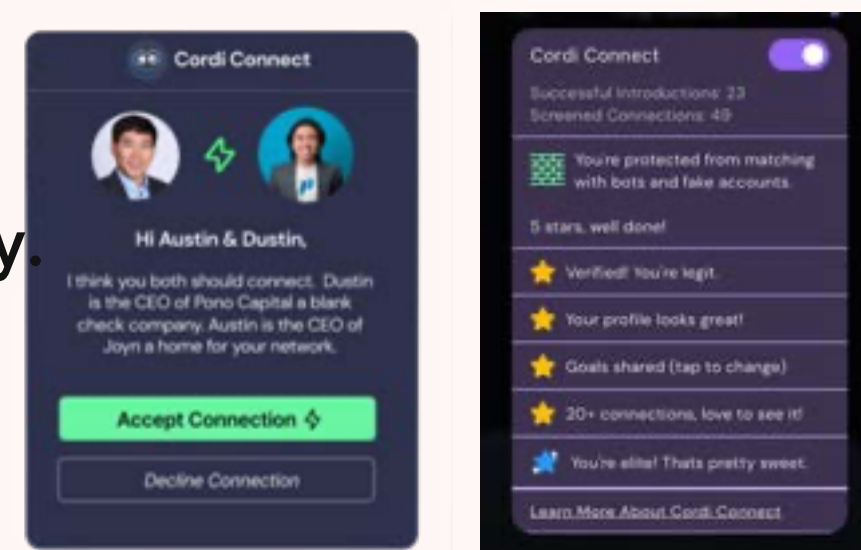 y.
Cordi Connect
Hi Austin & Dustin,
I think you both should connect. Dustin
is the CEO of Pono Capital a blank
check company. Austin is the CEO of
Joyn a home for your network.
Accept Connection
Decline Connection
Cordi Connect
Successful Introductions: 23
Screened Connections: 49
You're protected from matching
with bots and fake accounts.
5 stars, well done!
Verified! You're legit.
Your profile looks great!
Goals shared (tap to change)
20+ connections, love to see it!
You're elite! Thats pretty sweet.
Learn More About Cordi Connect